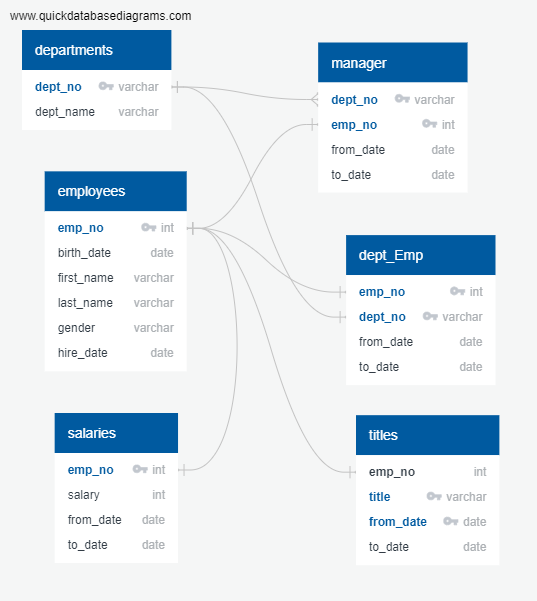 www.quickdatabasediagrams.com
departments
dept_no varchar
dept_name varchar
manager
dept_no varchar
emp_no int
from_date date
to_date date
employees
emp_no int
birth_date date
first_name varchar
last_name varchar
gender varchar
hire_date date
dept_Emp
emp_no int
dept_no varchar
from_date date
to_date date
salaries
emp_no int
salary int
from_date date
to_date date
titles
emp_no int
title varchar
from_date date
to_date date